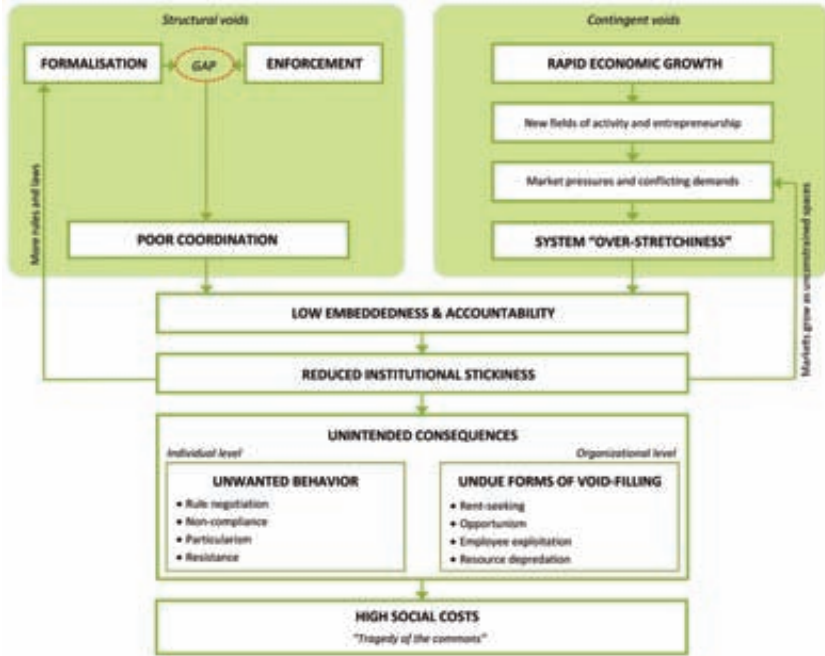 Structural voids
FORMALISATION
GAP
ENFORCEMENT
POOR COORDINATION
More rules and laws
Contingent voids
RAPID ECONOMIC GROWTH
New fields of activity and entrepreneurship
Market pressures and conflicting demands
SYSTEM "OVER-STRETCHINESS"
Markets grow as unconstrained spaces
LOW EMBEDDEDNESS & ACCOUNTABILITY
REDUCED INSTITUTIONAL STICKINESS
UNINTENDED CONSEQUENCES
Individual level
UNWANTED BEHAVIOR
• Rule negotiation
• Non-compliance
• Particularism
• Resistance
Organizational level
UNDUE FORMS OF VOID-FILLING
• Rent-seeking
• Opportunism
• Employee exploitation
• Resource depredation
HIGH SOCIAL COSTS
"Tragedy of the commons"